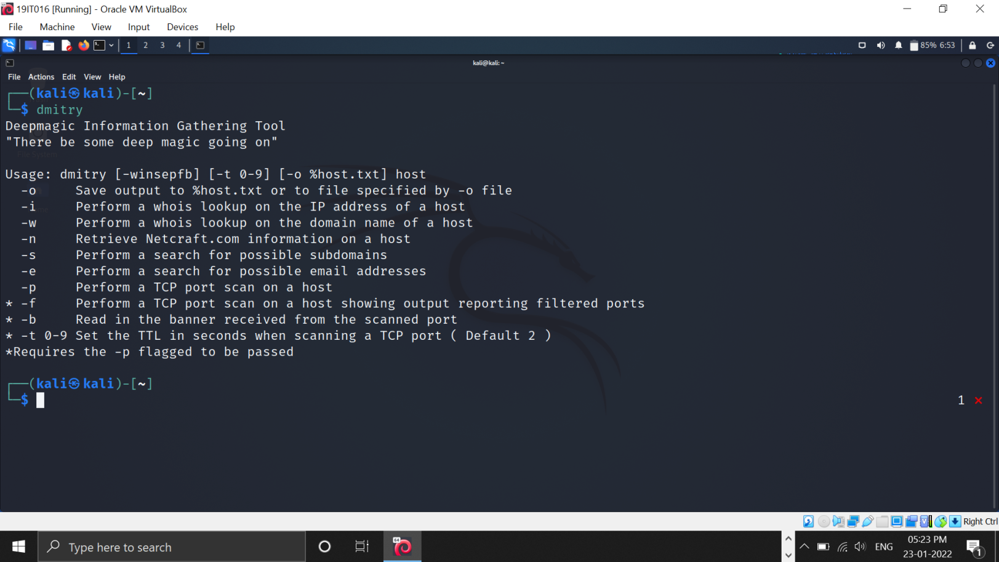 19IT016 [Running] - Oracle VM VirtualBox
File Machine View Input Devices Help
1 2 3 4 85% 6:53
kali@kali: ~
File Actions Edit View Help
┌──(kali㉿kali)-[~]
└─$ dmitry
Deepmagic Information Gathering Tool
"There be some deep magic going on"
Usage: dmitry [-winsepfb] [-t 0-9] [-o %host.txt] host
-o Save output to %host.txt or to file specified by -o file
-i Perform a whois lookup on the IP address of a host
-w Perform a whois lookup on the domain name of a host
-n Retrieve Netcraft.com information on a host
-s Perform a search for possible subdomains
-e Perform a search for possible email addresses
-p Perform a TCP port scan on a host
* -f Perform a TCP port scan on a host showing output reporting filtered ports
* -b Read in the banner received from the scanned port
* -t 0-9 Set the TTL in seconds when scanning a TCP port ( Default 2 )
*Requires the -p flagged to be passed
┌──(kali㉿kali)-[~]
└─$ 1 ⨯
Right Ctrl
Type here to search
64
ENG
05:23 PM
23-01-2022
1